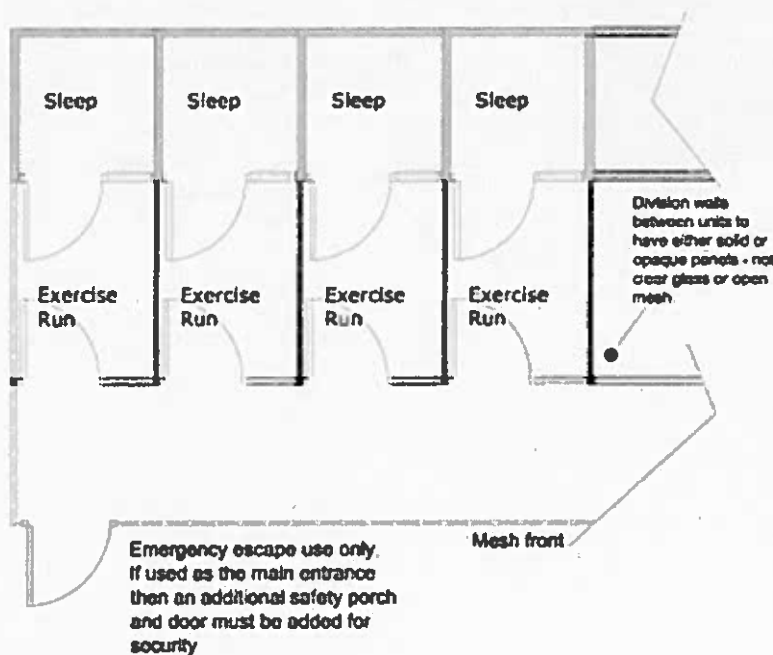 Sleep
Sleep
Sleep
Sleep
Division walls
between units to
have either solid or
opaque panels - not
clear glass or open
mesh
Exercise
Run
Exercise
Run
Exercise
Run
Exercise
Run
Mesh front
Emergency escape use only.
If used as the main entrance
then an additional safety porch
and door must be added for
security